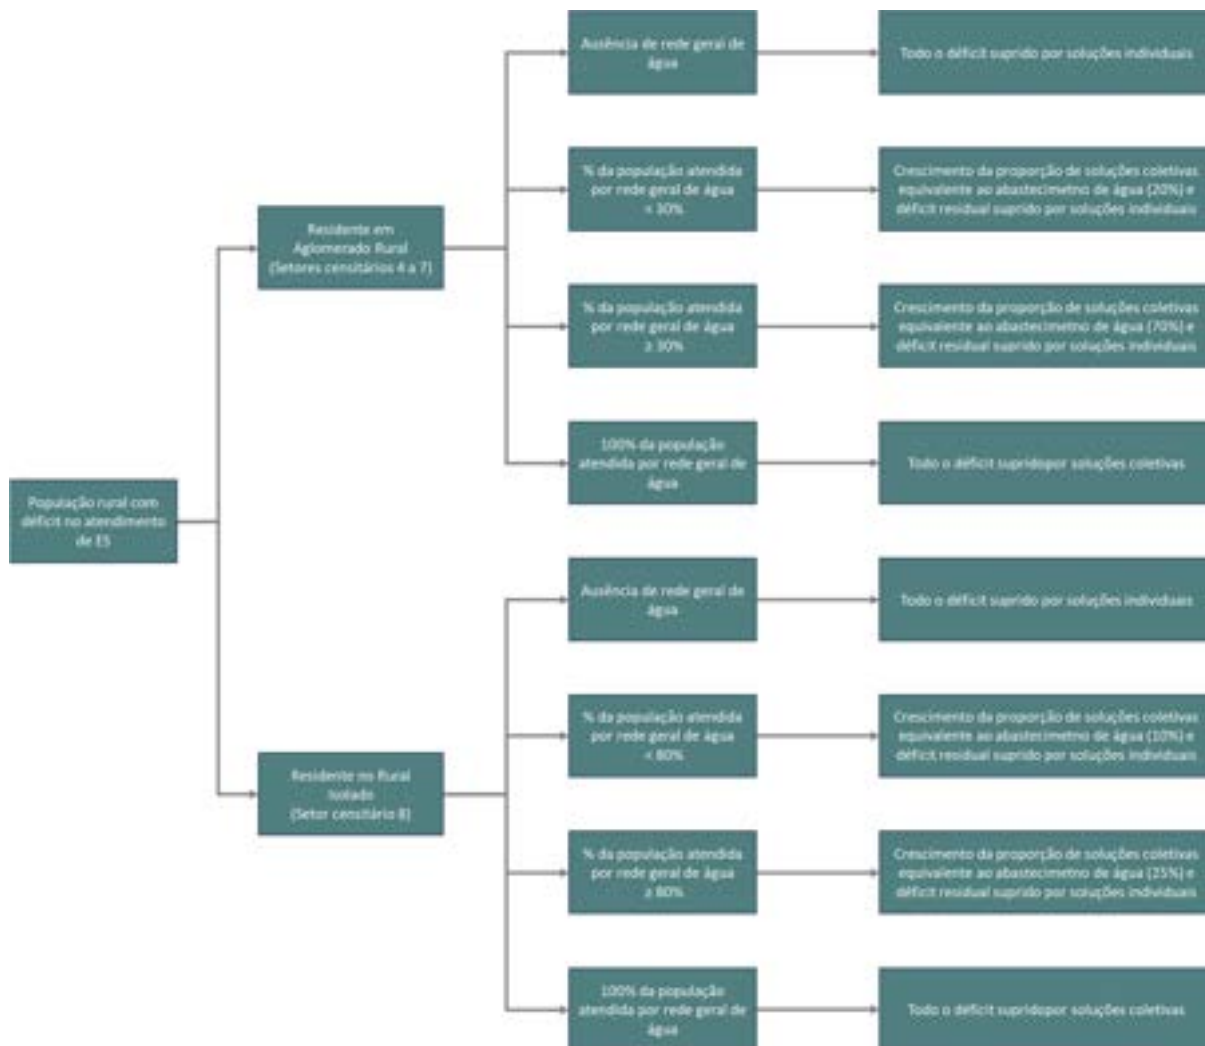 População rural com
déficit no atendimento
de ES
Residente em
Aglomerado Rural
(Setores censitários 4 a 7)
Ausência de rede geral de
água
Todo o déficit suprido por soluções individuais
% da população atendida
por rede geral de água
< 30%
Crescimento da proporção de soluções coletivas
equivalente ao abastecimetno de água (20%) e
déficit residual suprido por soluções individuais
% da população atendida
por rede geral de água
≥ 30%
Crescimento da proporção de soluções coletivas
equivalente ao abastecimetno de água (70%) e
déficit residual suprido por soluções individuais
100% da população
atendida por rede geral de
água
Todo o déficit supridopor soluções coletivas
Residente no Rural
Isolado
(Setor censitário 8)
Ausência de rede geral de
água
Todo o déficit suprido por soluções individuais
% da população atendida
por rede geral de água
< 80%
Crescimento da proporção de soluções coletivas
equivalente ao abastecimetno de água (10%) e
déficit residual suprido por soluções individuais
% da população atendida
por rede geral de água
≥ 80%
Crescimento da proporção de soluções coletivas
equivalente ao abastecimetno de água (25%) e
déficit residual suprido por soluções individuais
100% da população
atendida por rede geral de
água
Todo o déficit supridopor soluções coletivas